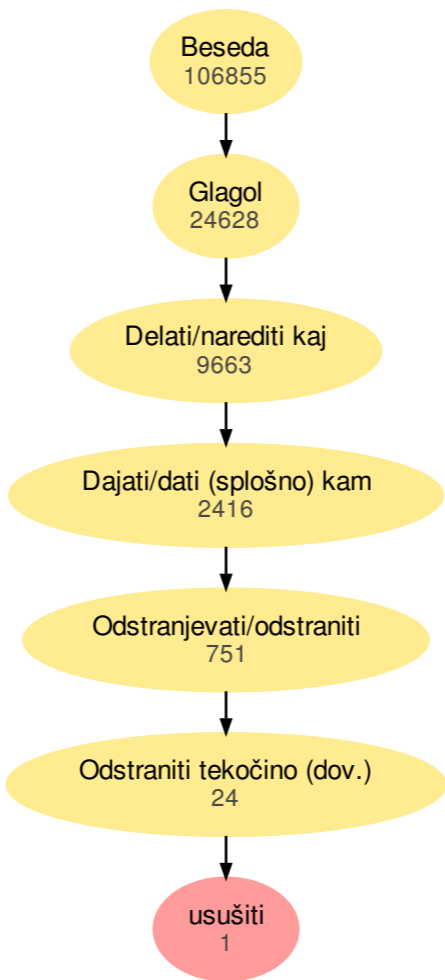 Beseda
106855
Glagol
24628
Delati/narediti kaj
9663
Dajati/dati (splošno) kam
2416
Odstranjevati/odstraniti
751
Odstraniti tekočino (dov.)
24
usušiti
1